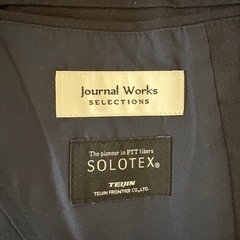 Journal Works
SELECTIONS
The pioneer in PTT fibers
SOLOTEX®
TEIJIN
TEIJIN FRONTIER CO., LTD.